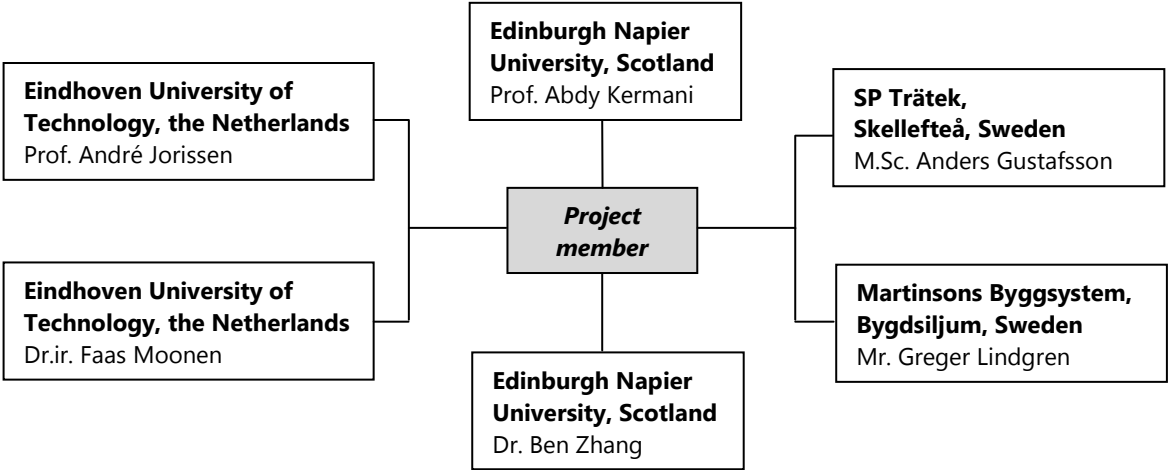 Edinburgh Napier
University, Scotland
Prof. Abdy Kermani
Eindhoven University of
Technology, the Netherlands
Prof. André Jorissen
SP Trätek,
Skellefteå, Sweden
M.Sc. Anders Gustafsson
Project
member
Eindhoven University of
Technology, the Netherlands
Dr.ir. Faas Moonen
Martinsons Byggsystem,
Bygdsiljum, Sweden
Mr. Greger Lindgren
Edinburgh Napier
University, Scotland
Dr. Ben Zhang